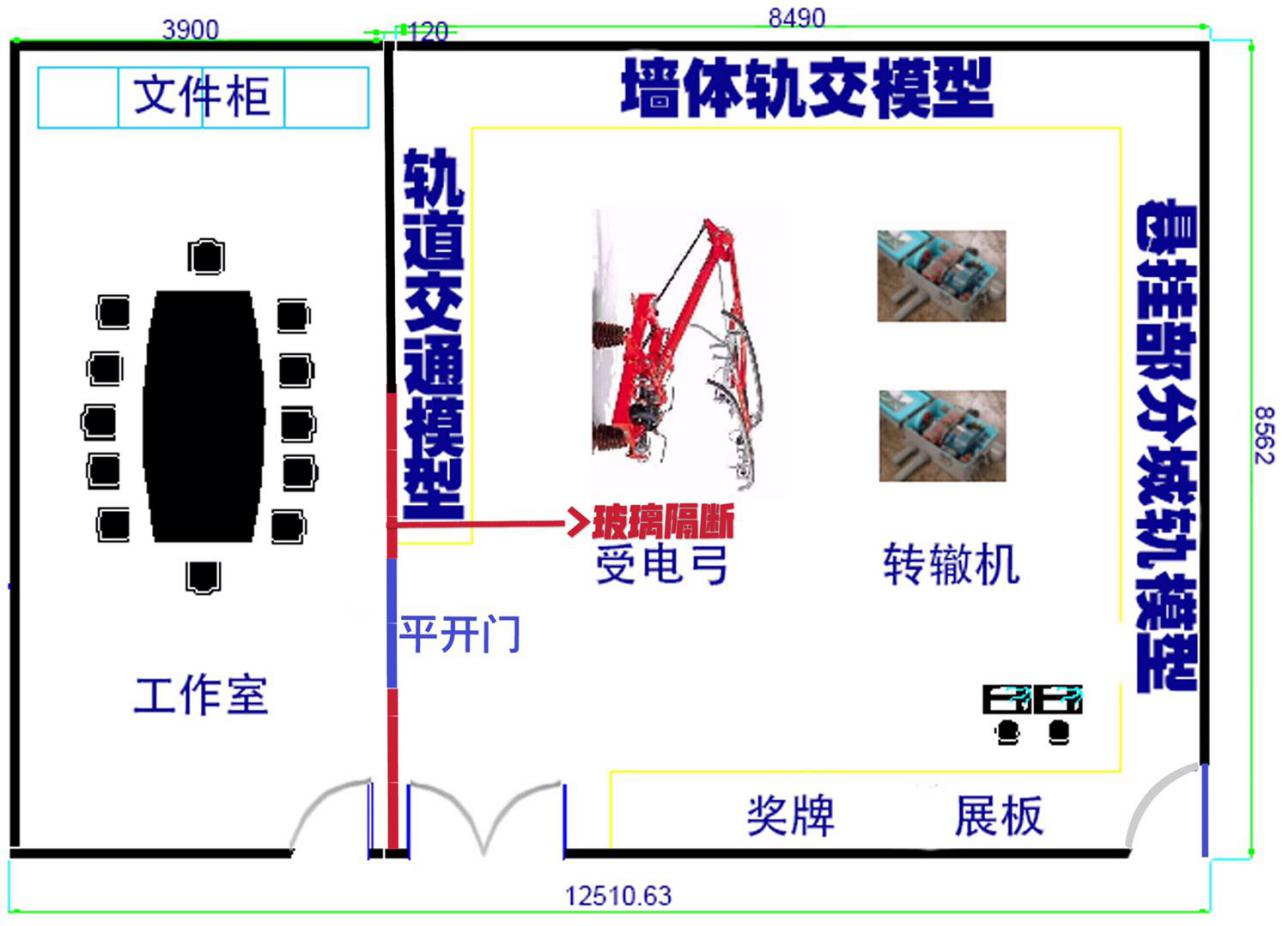 3900
120
8490
文件柜
墙体轨交模型
轨道交通模型
悬挂部分城轨轨模型
8562
玻璃隔断
受电弓
转辙机
平开门
工作室
奖牌
展板
12510.63